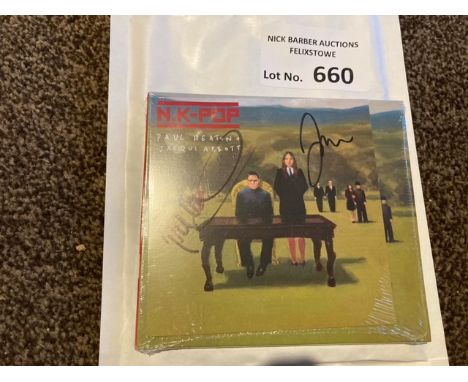 NICK BARBER AUCTIONS
FELIXSTOWE
Lot No. 660
N.K-POP
PAUL HEATON +
JACQUI ABBOTT